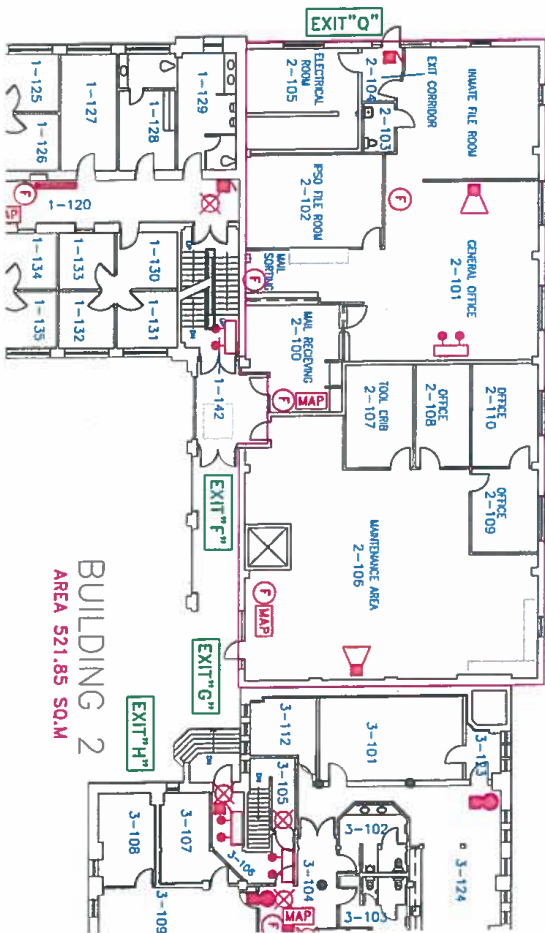 EXIT"Q"
ELECTRICAL
ROOM
2-105
2-104
EXIT CORRIDOR
INMATE FILE ROOM
2-103
IPSO FILE ROOM
2-102
F
GENERAL OFFICE
2-101
MAIL
SORTING
F
MAIL RECIEVING
2-100
F
MAP
TOOL CRIB
2-107
OFFICE
2-108
OFFICE
2-110
OFFICE
2-109
MAINTENANCE AREA
2-106
F
MAP
1-125
1-126
1-127
1-128
1-129
F
1-120
1-134
1-135
1-133
1-132
1-130
1-131
DN
1-142
EXIT"F"
EXIT"G"
EXIT"H"
BUILDING 2
AREA 521.85 SQ.M
3-112
3-101
3-153
3-105
DN
3-102
3-124
3-108
3-107
3-106
3-104
3-103
3-109
MAP
F